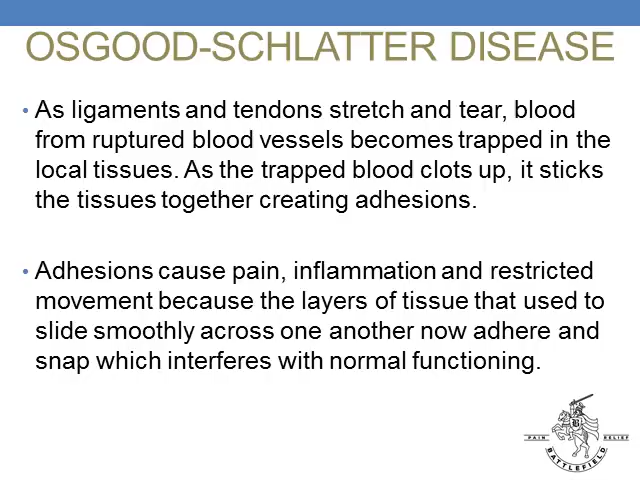 OSGOOD-SCHLATTER DISEASE
• As ligaments and tendons stretch and tear, blood
from ruptured blood vessels becomes trapped in the
local tissues. As the trapped blood clots up, it sticks
the tissues together creating adhesions.
• Adhesions cause pain, inflammation and restricted
movement because the layers of tissue that used to
slide smoothly across one another now adhere and
snap which interferes with normal functioning.
B
PAIN RELIEF
BATTLEFIELD